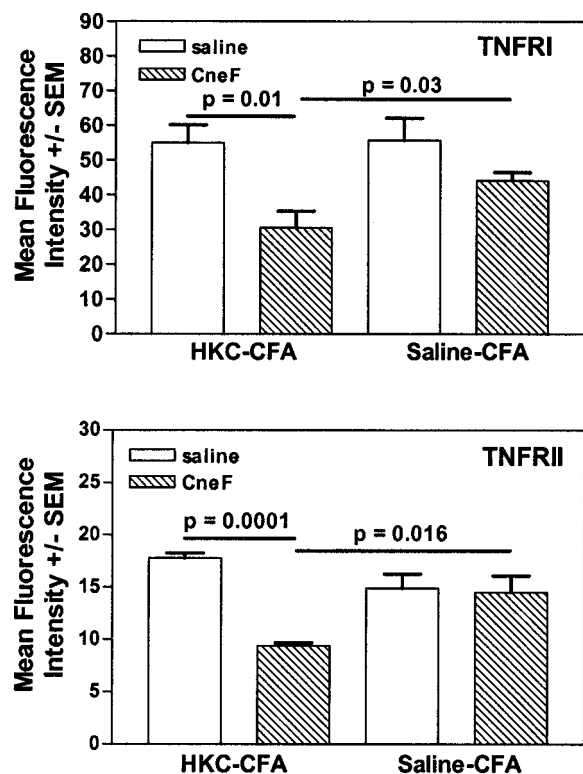 90
80
70
60
50
40
30
20
10
0
Mean Fluorescence
Intensity +/- SEM
saline
CneF
TNFRI
p = 0.01
p = 0.03
HKC-CFA
Saline-CFA
30
25
20
15
10
5
0
Mean Fluorescence
Intensity +/- SEM
saline
CneF
TNFRII
p = 0.0001
p = 0.016
HKC-CFA
Saline-CFA